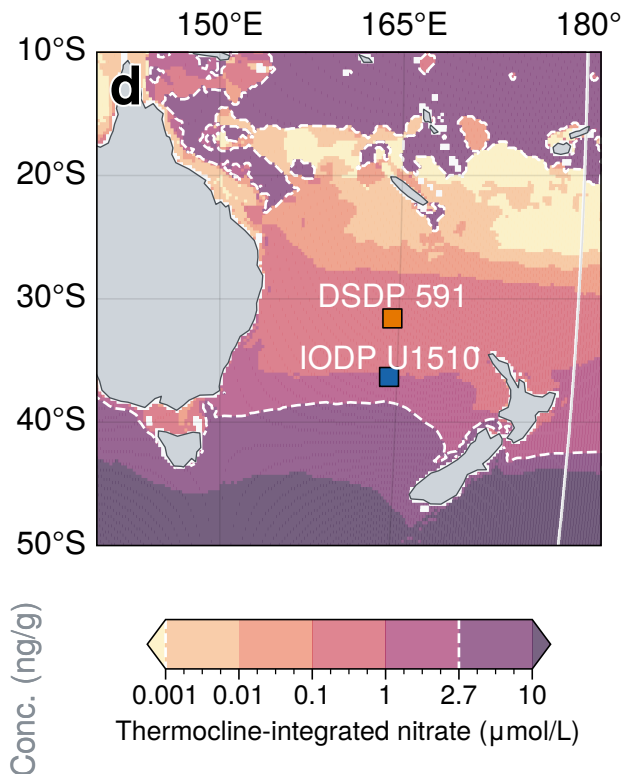 150°E 165°E 180°
10°S
d
20°S
30°S
DSDP 591
IODP U1510
40°S
50°S
Conc. (ng/g)
0.001 0.01 0.1 1 2.7 10
Thermocline-integrated nitrate (μmol/L)